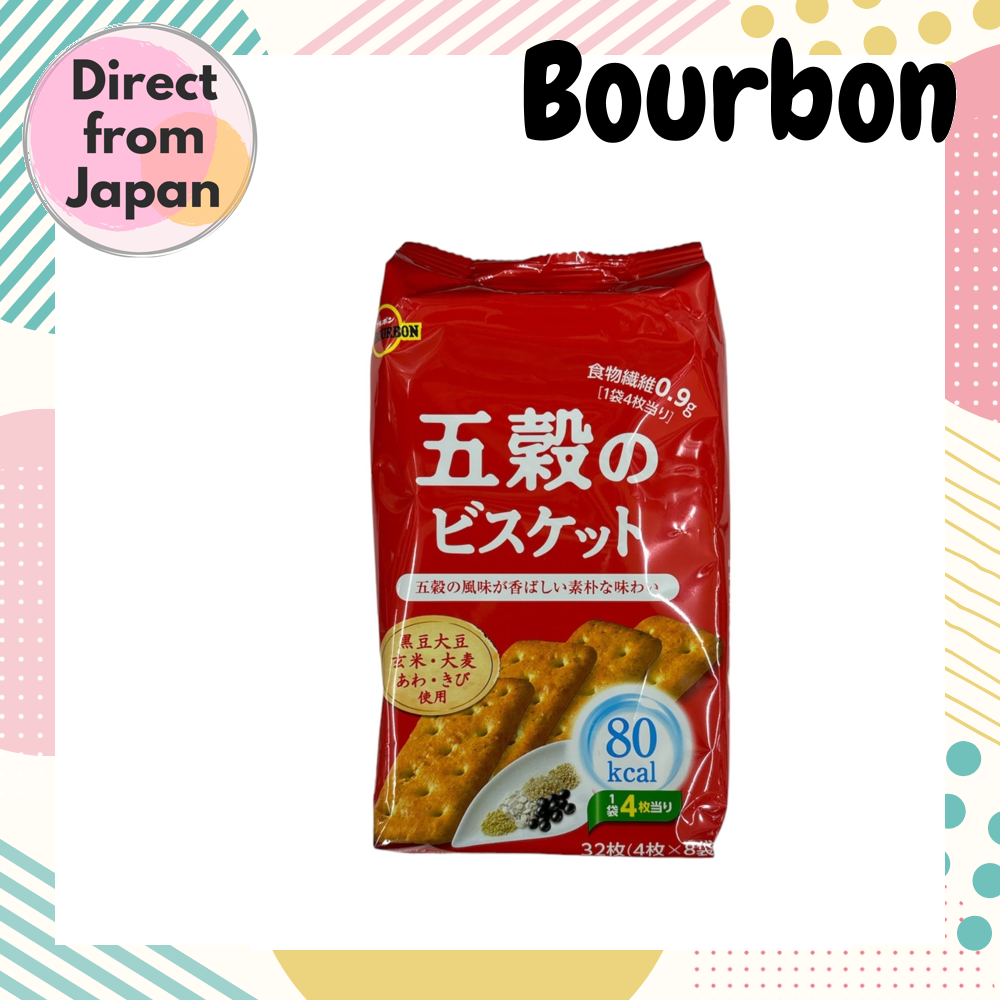 Direct
from
Japan
Bourbon
URBON
食物繊維0.9g
[1袋4枚当り]
五穀の
ビスケット
五穀の風味が香ばしい素朴な味わい
黒豆大豆
玄米・大麦
あわ・きび
使用
80
kcal
1袋4枚当り
32枚(4枚×8袋